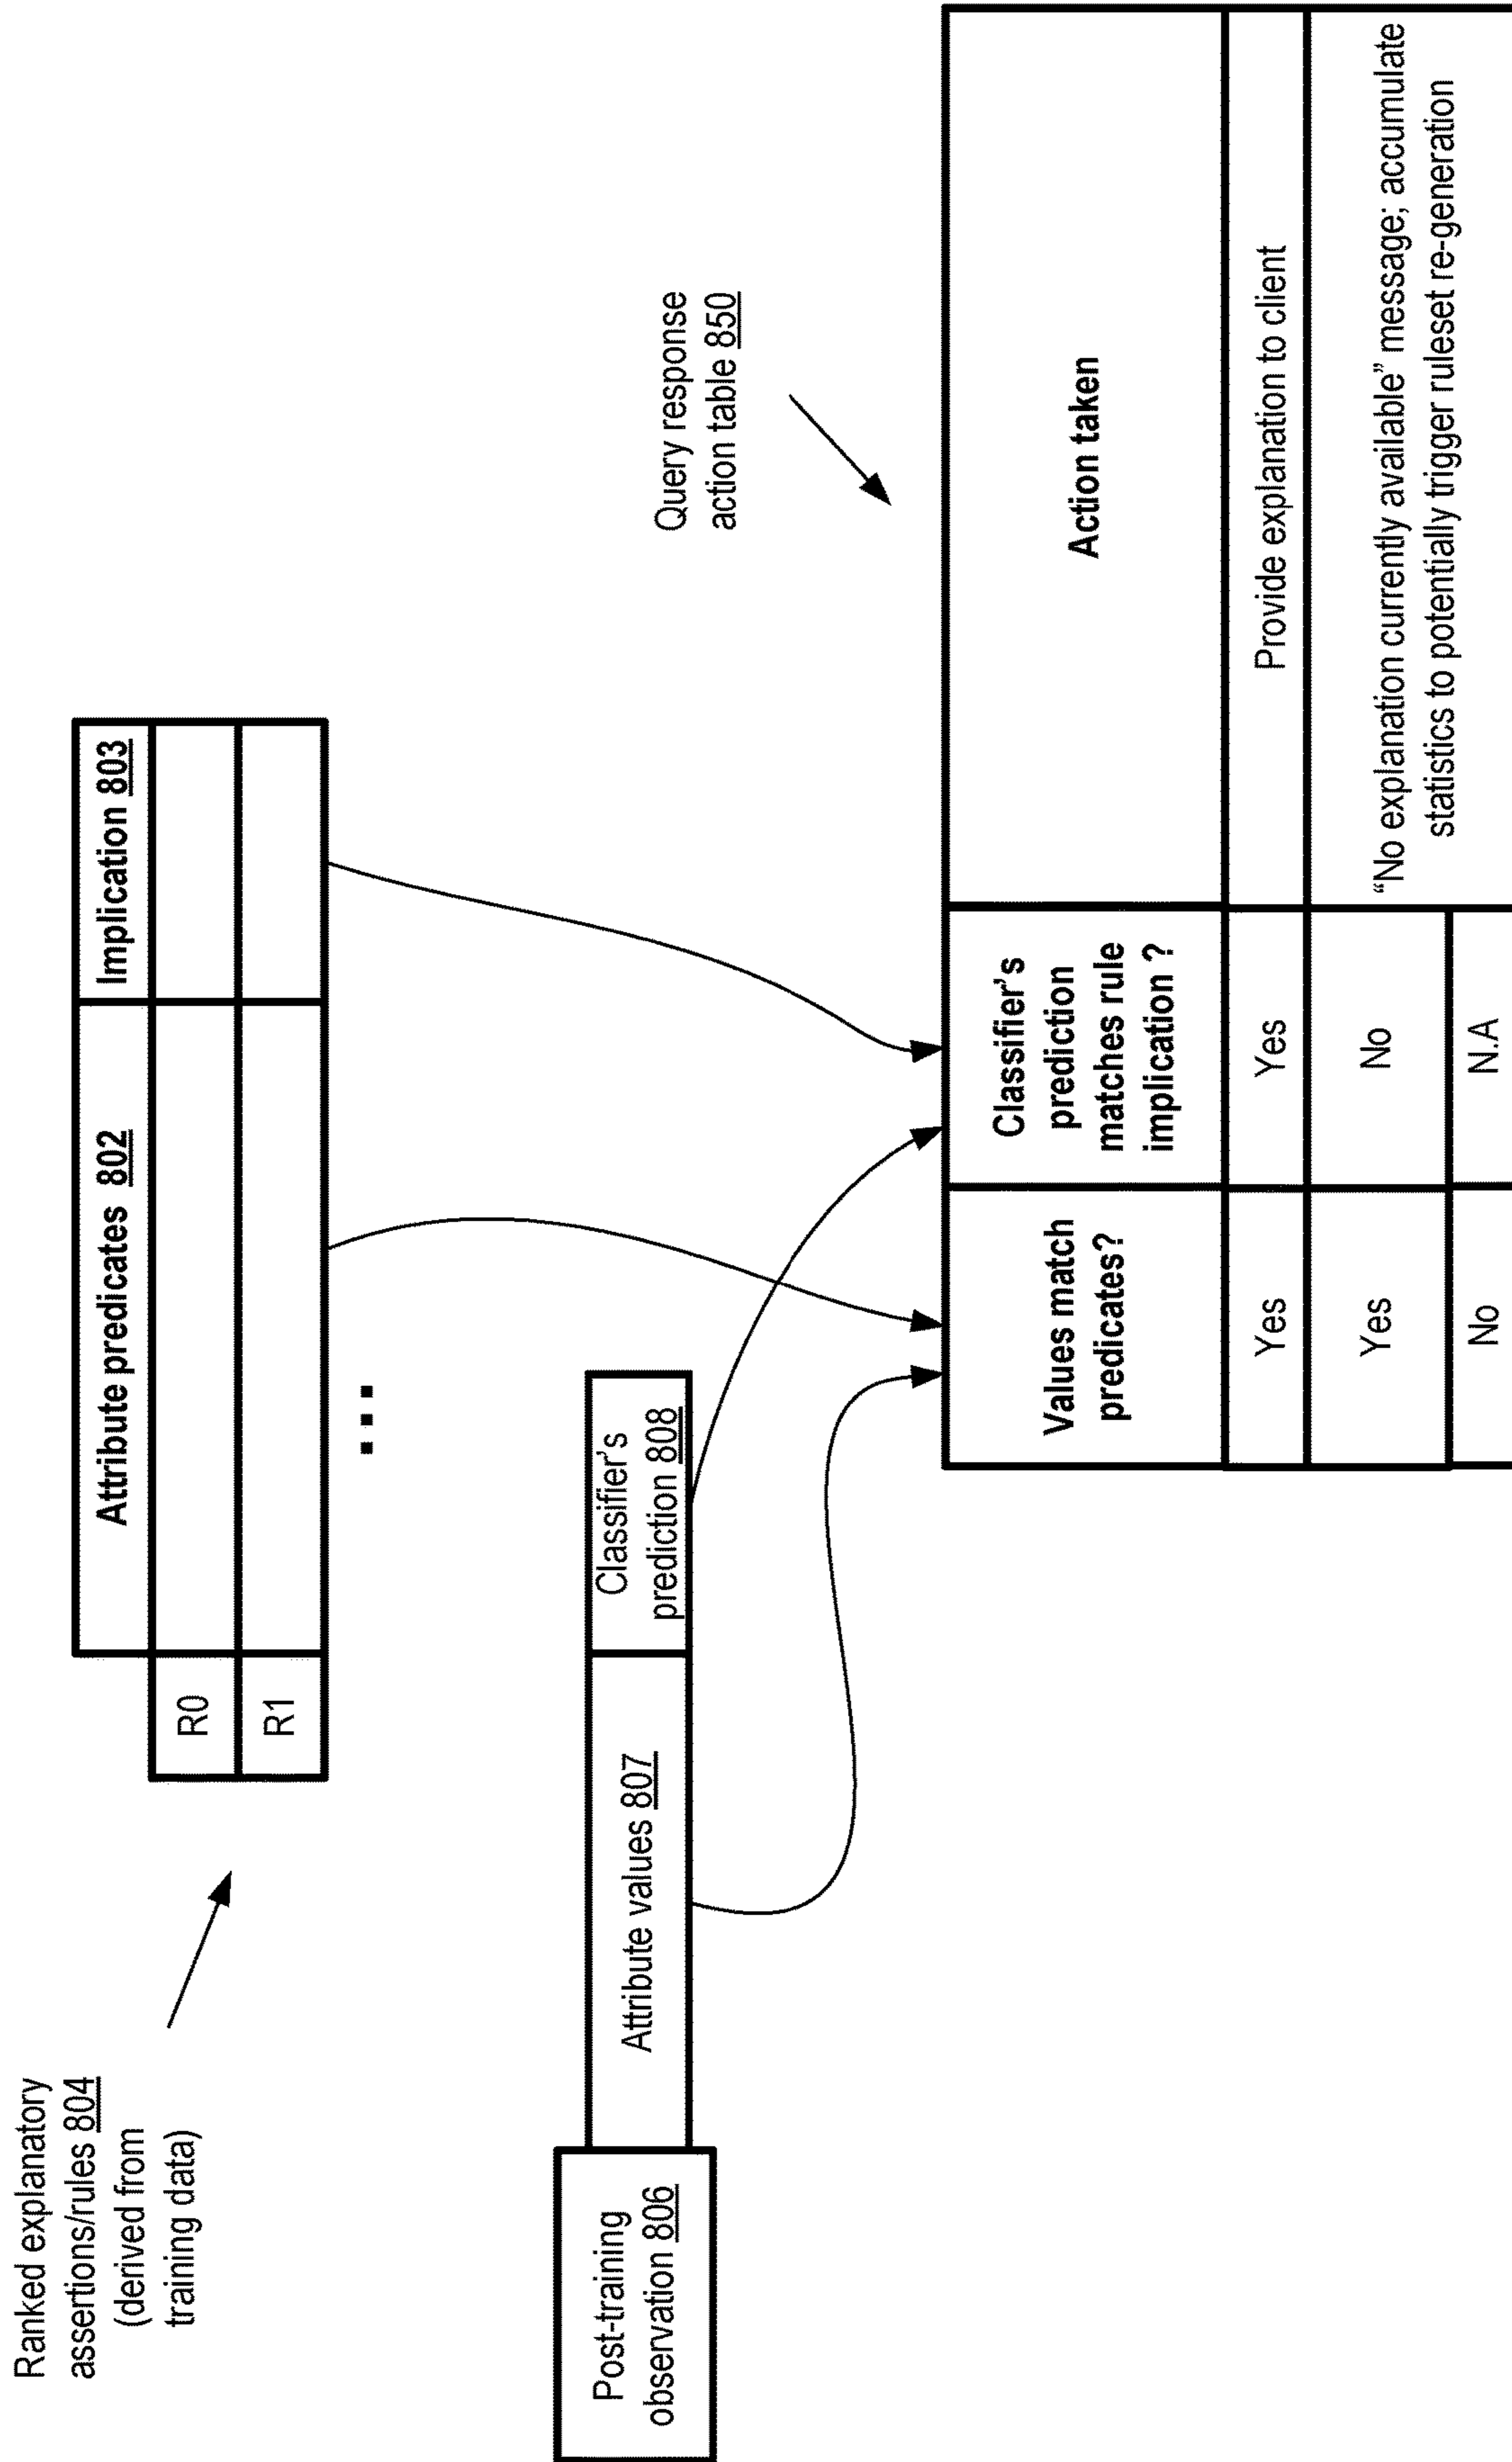 Ranked explanatory
assertions/rules 804
(derived from
training data)
Attribute predicates 802
Implication 803
R0
R1
Post-training
observation 806
Attribute values 807
Classifier's
prediction 808
Query response
action table 850
Values match
predicates?
Classifier's
prediction
matches rule
implication ?
Action taken
Yes
Yes
Provide explanation to client
Yes
No
“No explanation currently available” message; accumulate
statistics to potentially trigger ruleset re-generation
No
N.A